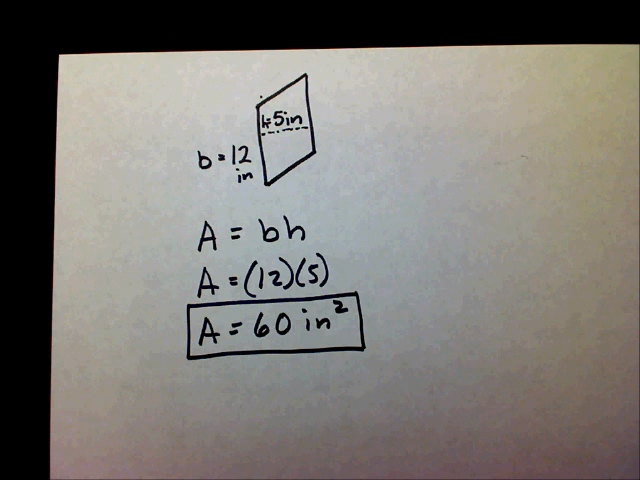 h=5in
b = 12
in
A = bh
A = (12)(5)
A = 60 in²